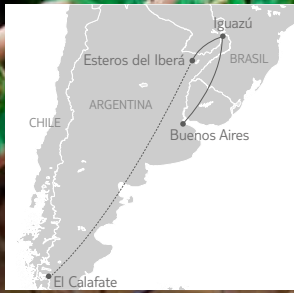 Iguazú
Esteros del Iberá
BRASIL
ARGENTINA
CHILE
Buenos Aires
El Calafate